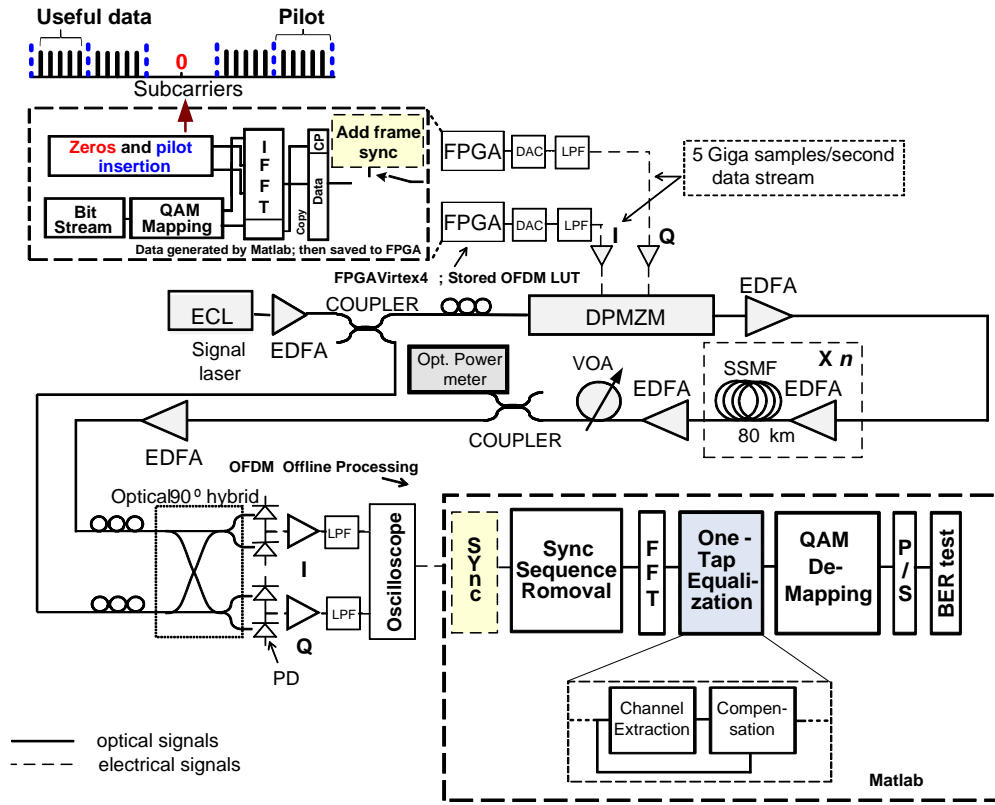 Useful data
Pilot
0
Subcarriers
Zeros and pilot
insertion
Bit
Stream
QAM
Mapping
I
F
F
T
CP
Data
Copy
Add frame
sync
Data generated by Matlab; then saved to FPGA
FPGA
DAC
LPF
FPGA
DAC
LPF
5 Giga samples/second
data stream
I
Q
FPGAVirtex4 ; Stored OFDM LUT
ECL
Signal
laser
EDFA
COUPLER
DPMZM
EDFA
X n
SSMF
EDFA
80 km
EDFA
VOA
Opt. Power
meter
COUPLER
EDFA
OFDM Offline Processing
Optical90° hybrid
LPF
I
LPF
Q
PD
Oscilloscope
SYnc
Sync
Sequence
Romoval
F
F
T
One -
Tap
Equali-
zation
QAM
De-
Mapping
P/S
BER test
Channel
Extraction
Compen-
sation
Matlab
optical signals
electrical signals